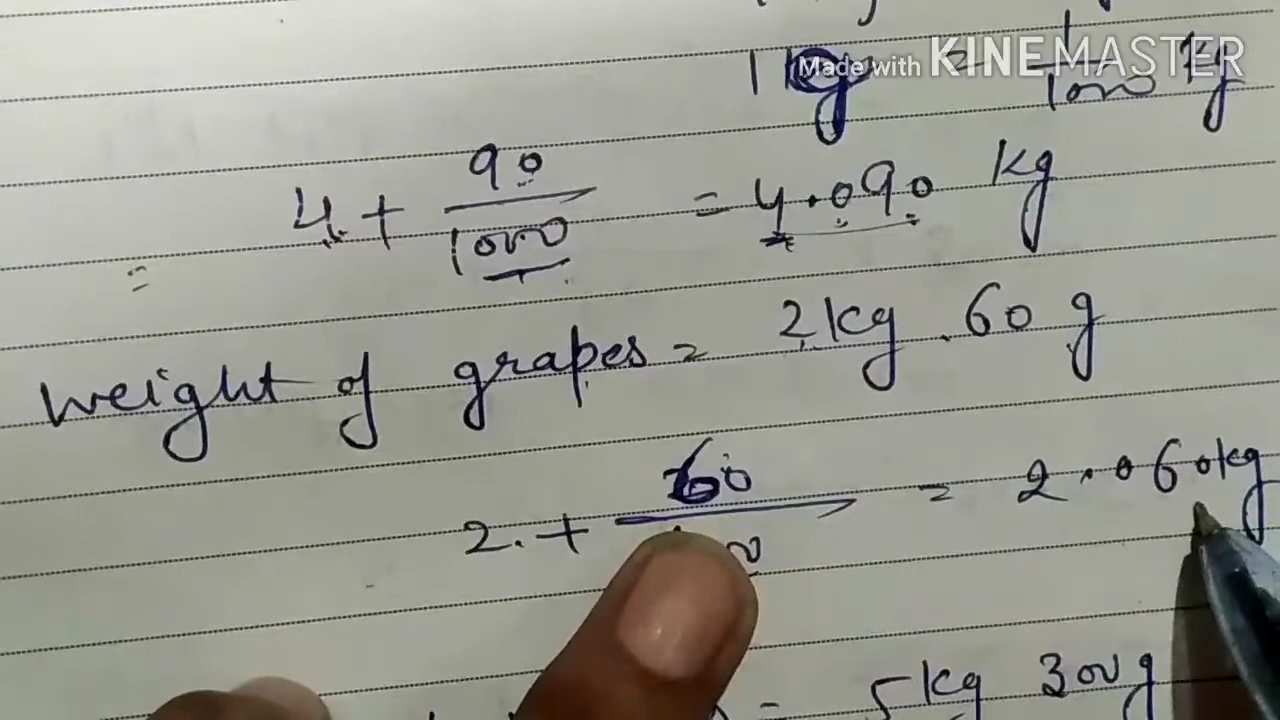 1 g = 1/1000 kg
Made with KINEMASTER
= 4 + 90/1000 = 4.090 kg
weight of grapes = 2kg 60 g
2 + 60/ = 2.060kg
= 5kg 300g